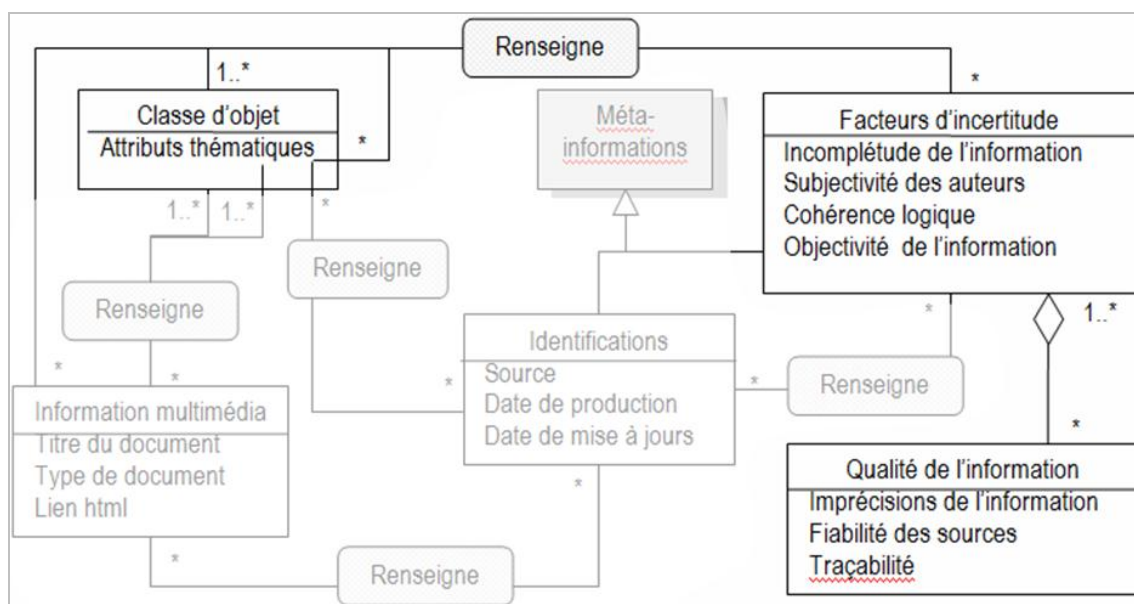 Renseigne
1..*
*
Classe d'objet
Attributs thématiques
*
Méta-
informations
Facteurs d'incertitude
Incomplétude de l'information
Subjectivité des auteurs
Cohérence logique
Objectivité de l'information
1..*
1..*
*
Renseigne
Renseigne
*
1..*
Identifications
Source
Date de production
Date de mise à jours
*
*
*
*
Renseigne
Information multimédia
Titre du document
Type de document
Lien html
*
*
Qualité de l'information
Imprécisions de l'information
Fiabilité des sources
Traçabilité
*
Renseigne